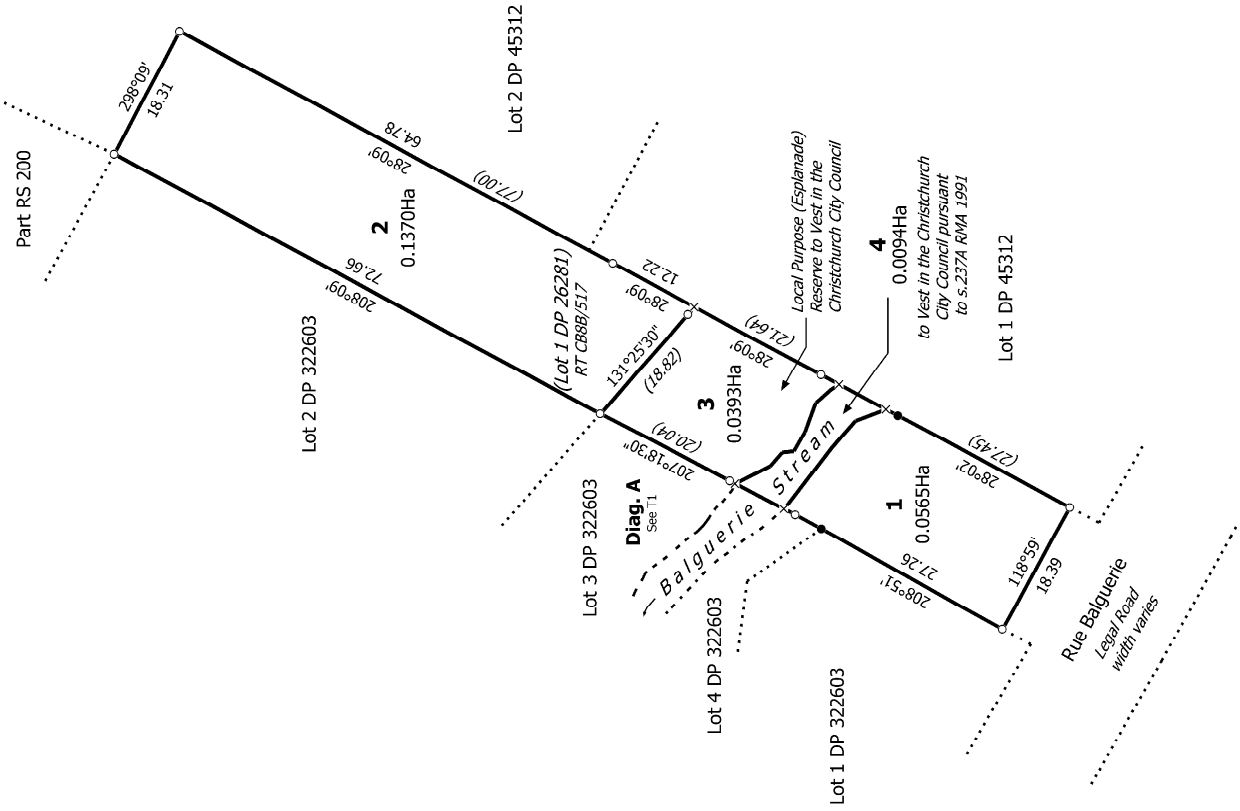 Part RS 200
298°09'
18.31
Lot 2 DP 45312
64.78
28°09'
(77.00)
2
0.1370Ha
72.66
208°09'
Lot 2 DP 322603
(Lot 1 DP 26281)
RT CB8B/517
12.22
28°09'
131°25'30"
(18.82)
Local Purpose (Esplanade)
Reserve to Vest in the
Christchurch City Council
(21.64)
28°09'
3
0.0393Ha
(20.04)
207°18'30"
4
0.0094Ha
to Vest in the Christchurch
City Council pursuant
to s.237A RMA 1991
Lot 1 DP 45312
Diag. A
See T1
Lot 3 DP 322603
Balguerie Stream
1
0.0565Ha
(27.45)
28°02'
27.26
208°51'
118°59'
18.39
Lot 4 DP 322603
Lot 1 DP 322603
Rue Balguerie
Legal Road
width varies